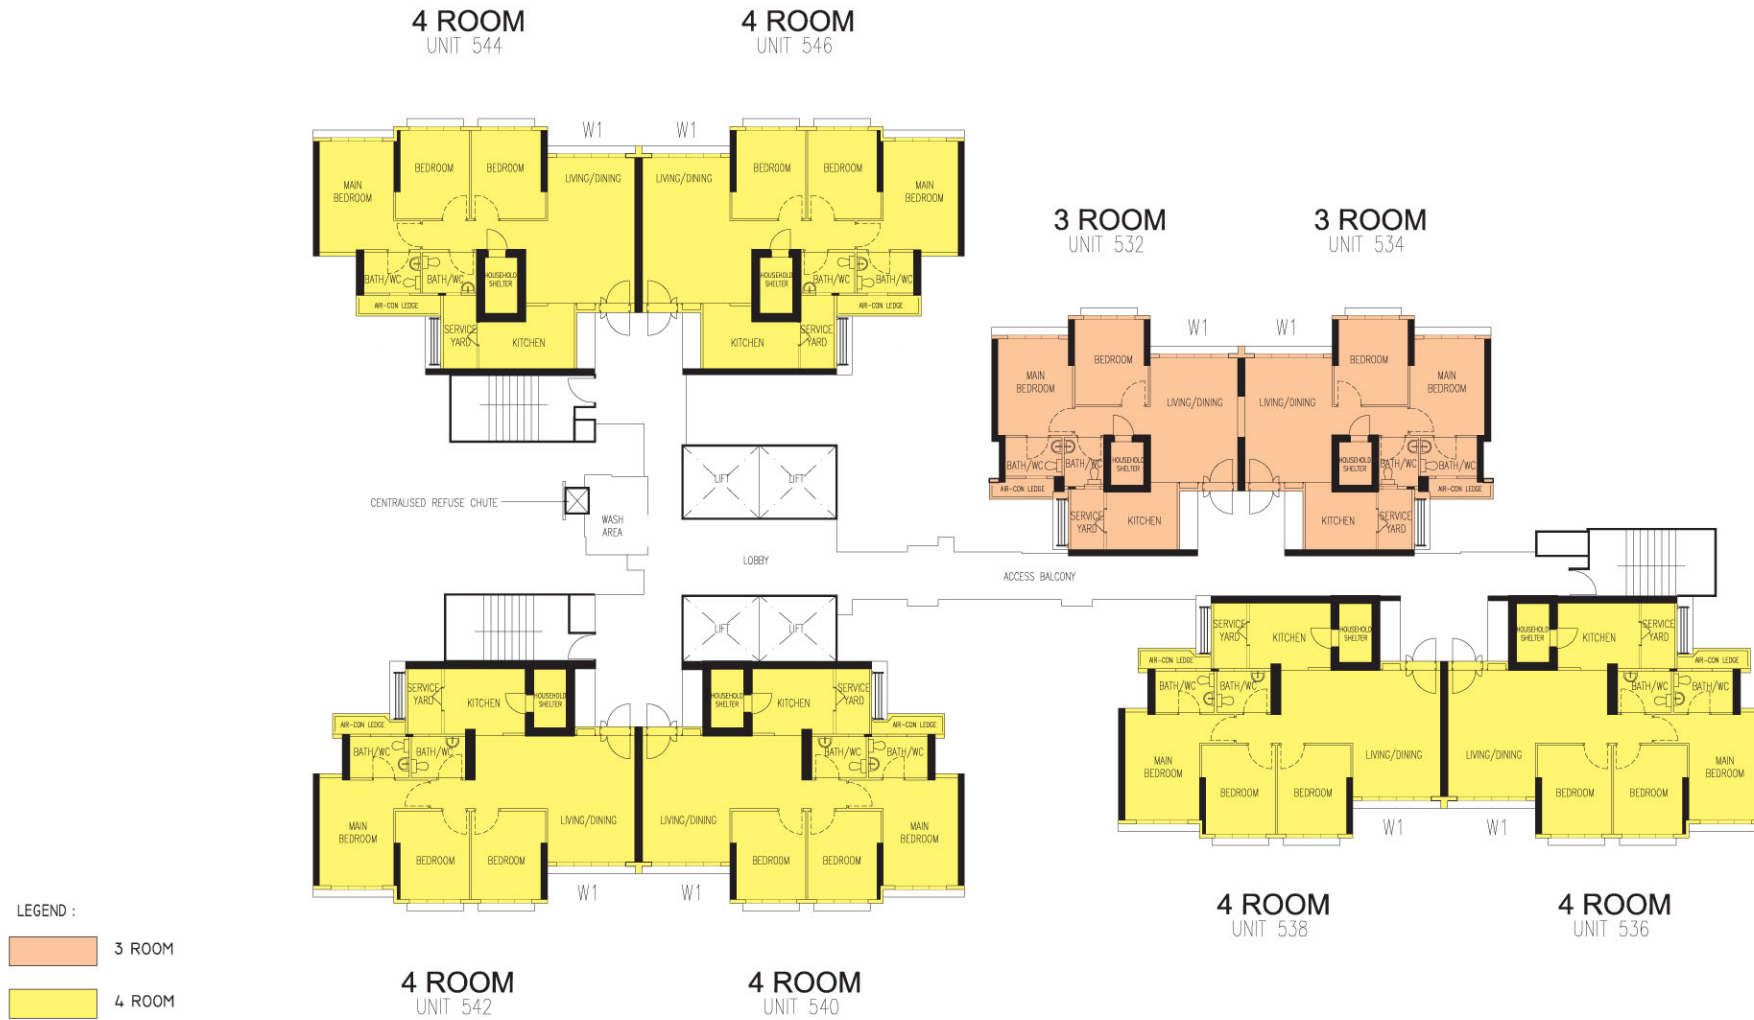 4 ROOM
UNIT 544
4 ROOM
UNIT 546
W1
W1
BEDROOM
BEDROOM
LIVING/DINING
MAIN
BEDROOM
BATH/WC
BATH/WC
HOUSEHOLD
SHELTER
AIR-CON LEDGE
SERVICE
YARD
KITCHEN
LIVING/DINING
BEDROOM
BEDROOM
MAIN
BEDROOM
HOUSEHOLD
SHELTER
BATH/WC
BATH/WC
AIR-CON LEDGE
KITCHEN
SERVICE
YARD
3 ROOM
UNIT 532
3 ROOM
UNIT 534
W1
W1
BEDROOM
MAIN
BEDROOM
LIVING/DINING
BATH/WC
BATH/WC
HOUSEHOLD
SHELTER
AIR-CON LEDGE
SERVICE
YARD
KITCHEN
BEDROOM
MAIN
BEDROOM
LIVING/DINING
HOUSEHOLD
SHELTER
BATH/WC
BATH/WC
AIR-CON LEDGE
KITCHEN
SERVICE
YARD
LIFT
LIFT
CENTRALISED REFUSE CHUTE
WASH
AREA
LOBBY
ACCESS BALCONY
LIFT
LIFT
SERVICE
YARD
KITCHEN
HOUSEHOLD
SHELTER
AIR-CON LEDGE
BATH/WC
BATH/WC
LIVING/DINING
MAIN
BEDROOM
BEDROOM
BEDROOM
W1
HOUSEHOLD
SHELTER
KITCHEN
SERVICE
YARD
AIR-CON LEDGE
BATH/WC
BATH/WC
LIVING/DINING
MAIN
BEDROOM
BEDROOM
BEDROOM
W1
SERVICE
YARD
KITCHEN
HOUSEHOLD
SHELTER
AIR-CON LEDGE
BATH/WC
BATH/WC
LIVING/DINING
MAIN
BEDROOM
BEDROOM
BEDROOM
W1
HOUSEHOLD
SHELTER
KITCHEN
SERVICE
YARD
AIR-CON LEDGE
BATH/WC
BATH/WC
LIVING/DINING
MAIN
BEDROOM
BEDROOM
BEDROOM
W1
4 ROOM
UNIT 538
4 ROOM
UNIT 536
4 ROOM
UNIT 542
4 ROOM
UNIT 540
LEGEND :
3 ROOM
4 ROOM